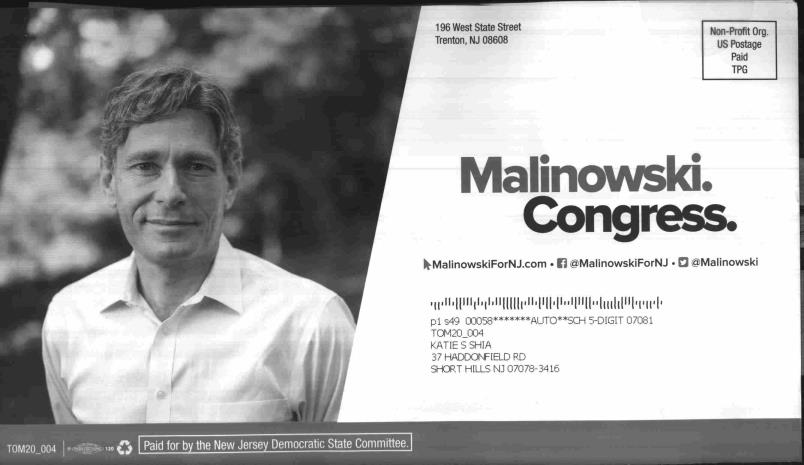 196 West State Street
Trenton, NJ 08608
Non-Profit Org.
US Postage
Paid
TPG
Malinowski.
Congress.
MalinowskiForNJ.com • @MalinowskiForNJ • @Malinowski
p1 s49 00058*******AUTO**SCH 5-DIGIT 07081
TOM20_004
KATIE S SHIA
37 HADDONFIELD RD
SHORT HILLS NJ 07078-3416
TOM20_004
120
Paid for by the New Jersey Democratic State Committee.